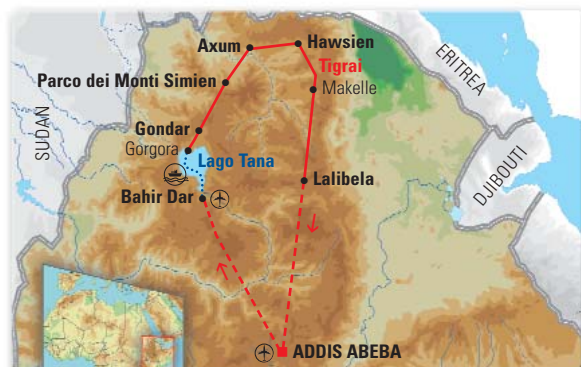 Axum
Hawsien
Tigrai
Makelle
Parco dei Monti Simien
Gondar
Gorgora
Lago Tana
Bahir Dar
Lalibela
ADDIS ABEBA
SUDAN
ERITREA
DJIBOUTI